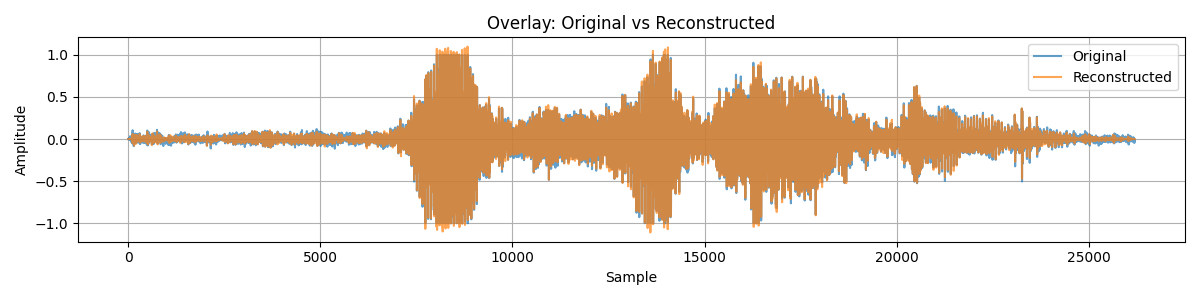 Overlay: Original vs Reconstructed
Amplitude
1.0
0.5
0.0
−0.5
−1.0
Original
Reconstructed
0 5000 10000 15000 20000 25000
Sample